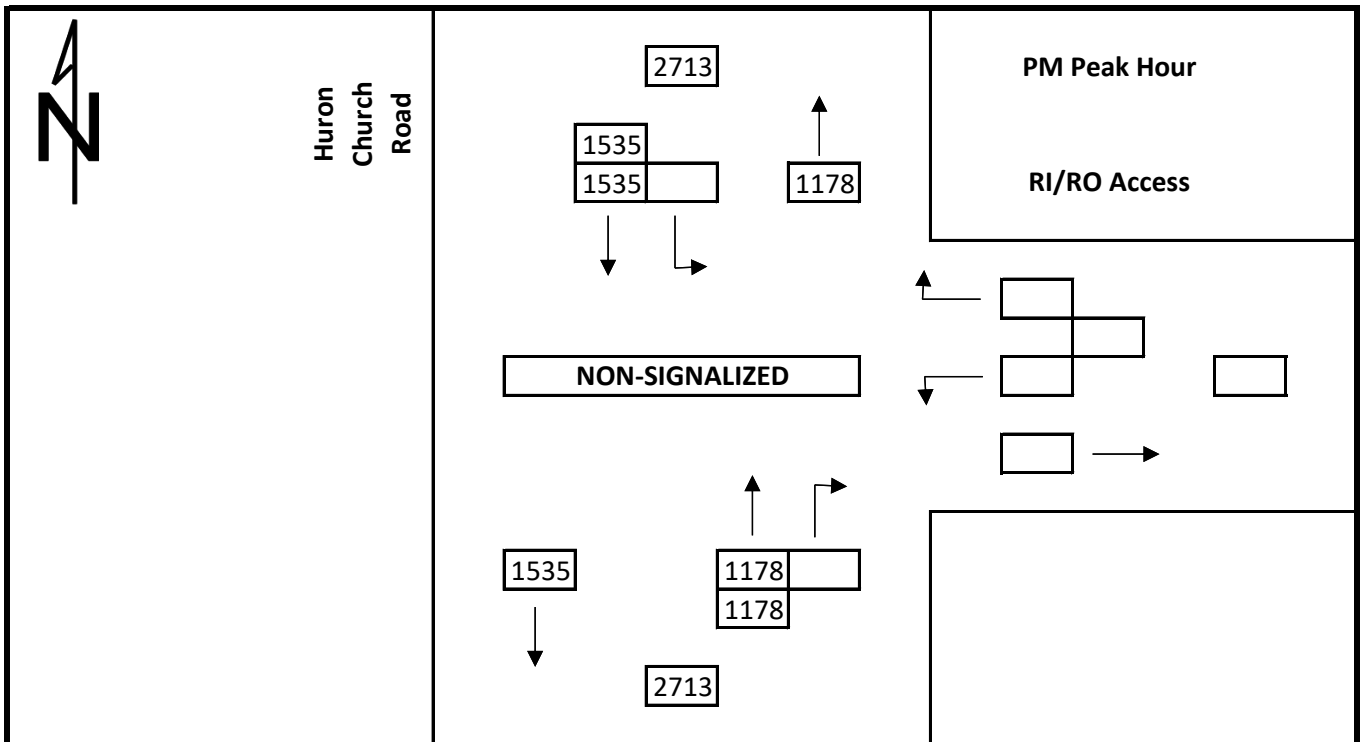 N
Huron
Church
Road
2713
PM Peak Hour
1535
1535
1178
RI/RO Access
NON-SIGNALIZED
1535
1178
1178
2713